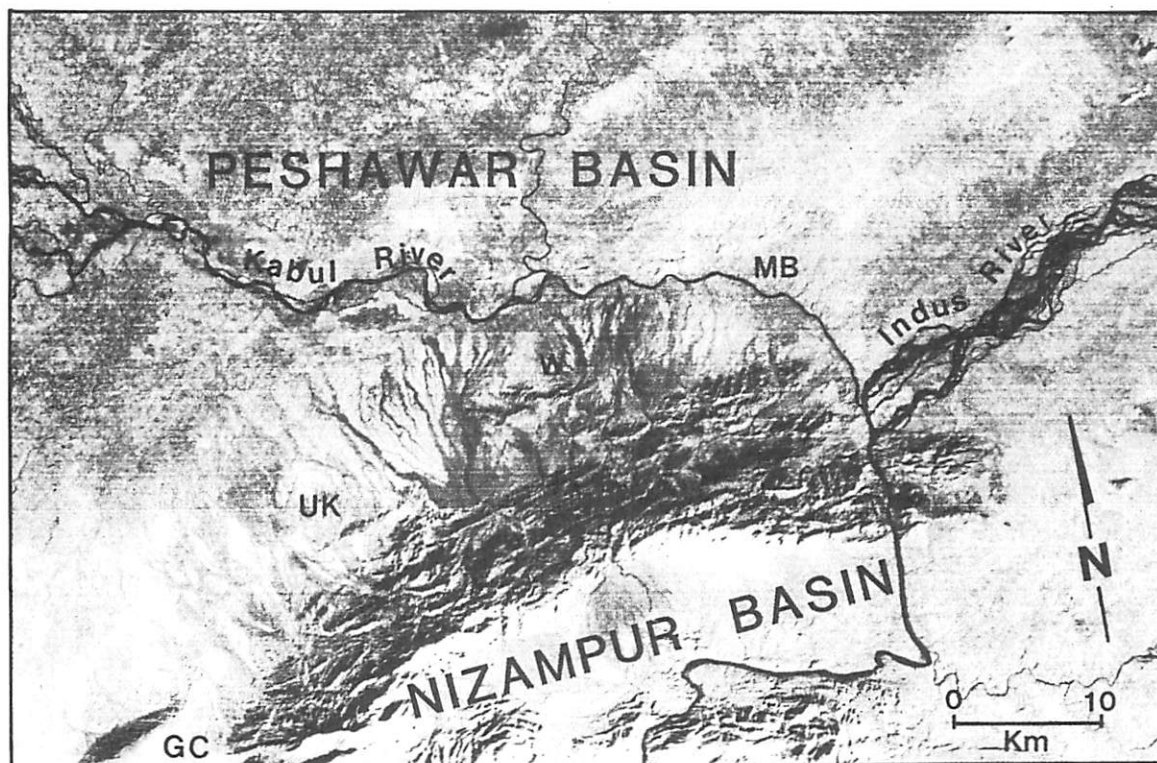 PESHAWAR BASIN
Kabul River
MB
Indus River
W
UK
N
NIZAMPUR BASIN
0 10
Km
GC